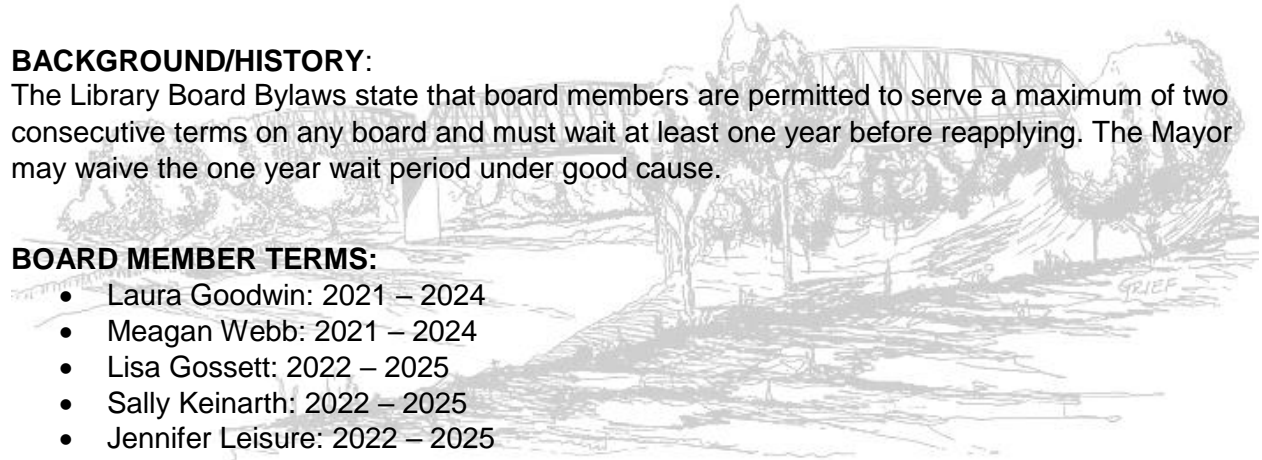 BACKGROUND/HISTORY:
The Library Board Bylaws state that board members are permitted to serve a maximum of two
consecutive terms on any board and must wait at least one year before reapplying. The Mayor
may waive the one year wait period under good cause.
BOARD MEMBER TERMS:
• Laura Goodwin: 2021 – 2024
• Meagan Webb: 2021 – 2024
• Lisa Gossett: 2022 – 2025
• Sally Keinarth: 2022 – 2025
• Jennifer Leisure: 2022 – 2025
GRIEF